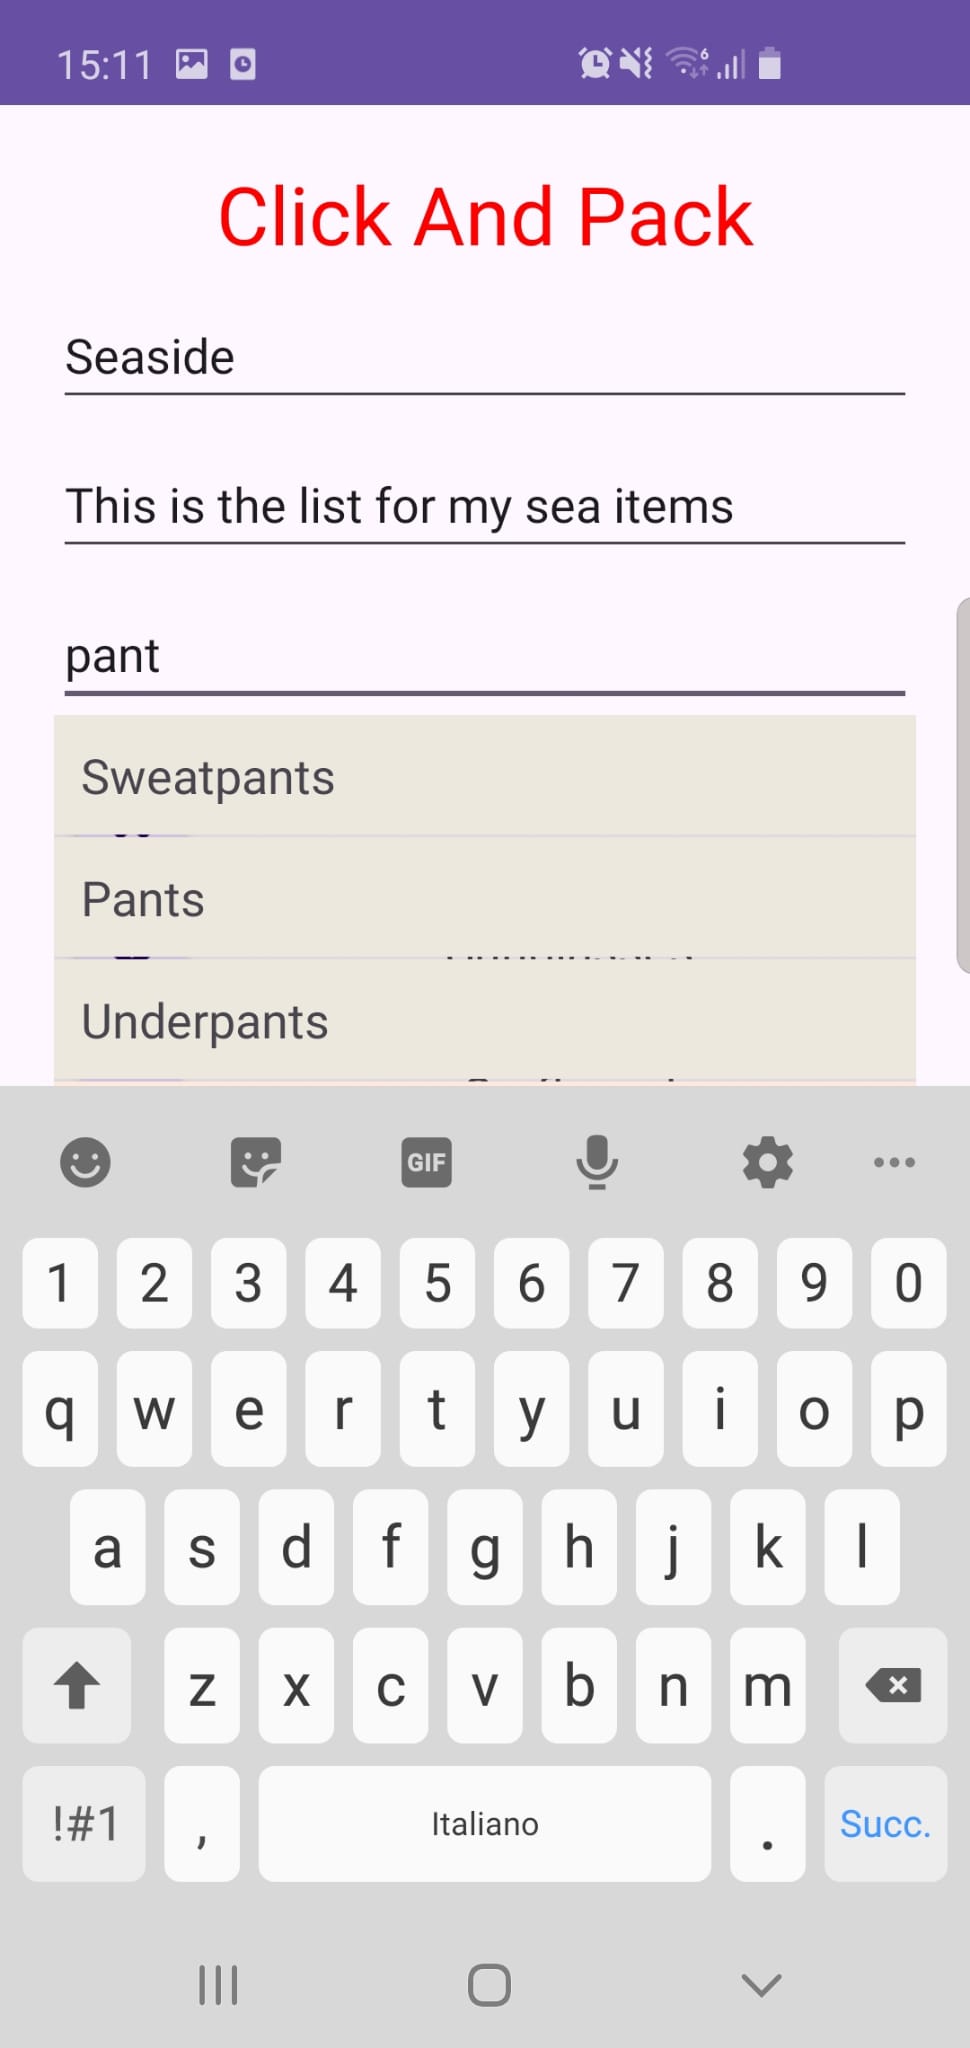 15:11
6
Click And Pack
Seaside
This is the list for my sea items
pant
Sweatpants
Pants
Underpants
GIF
1 2 3 4 5 6 7 8 9 0
q w e r t y u i o p
a s d f g h j k l
z x c v b n m
!#1 , Italiano . Succ.